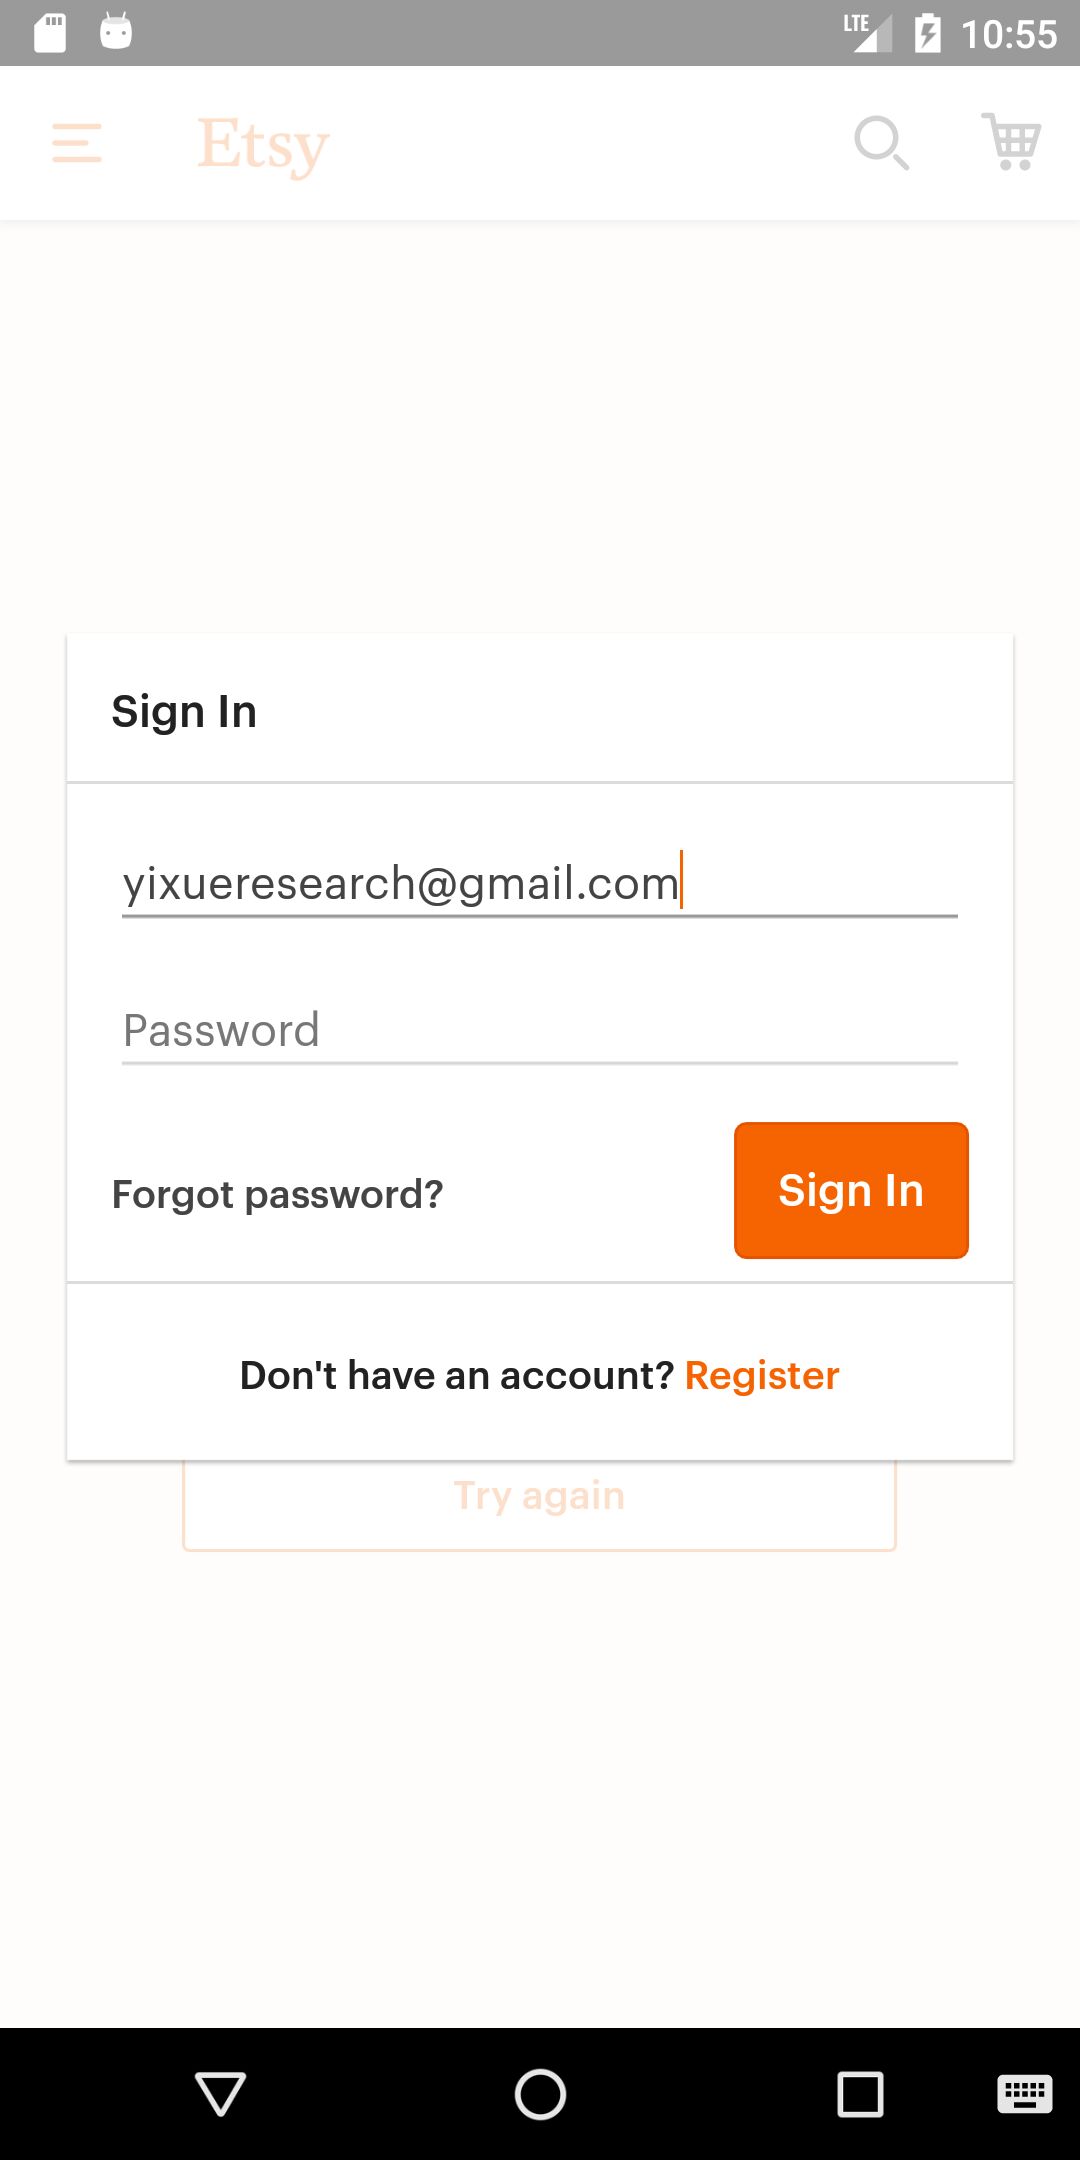 LTE 10:55
Etsy
Sign In
yixueresearch@gmail.com
Password
Forgot password?
Sign In
Don't have an account? Register
Try again